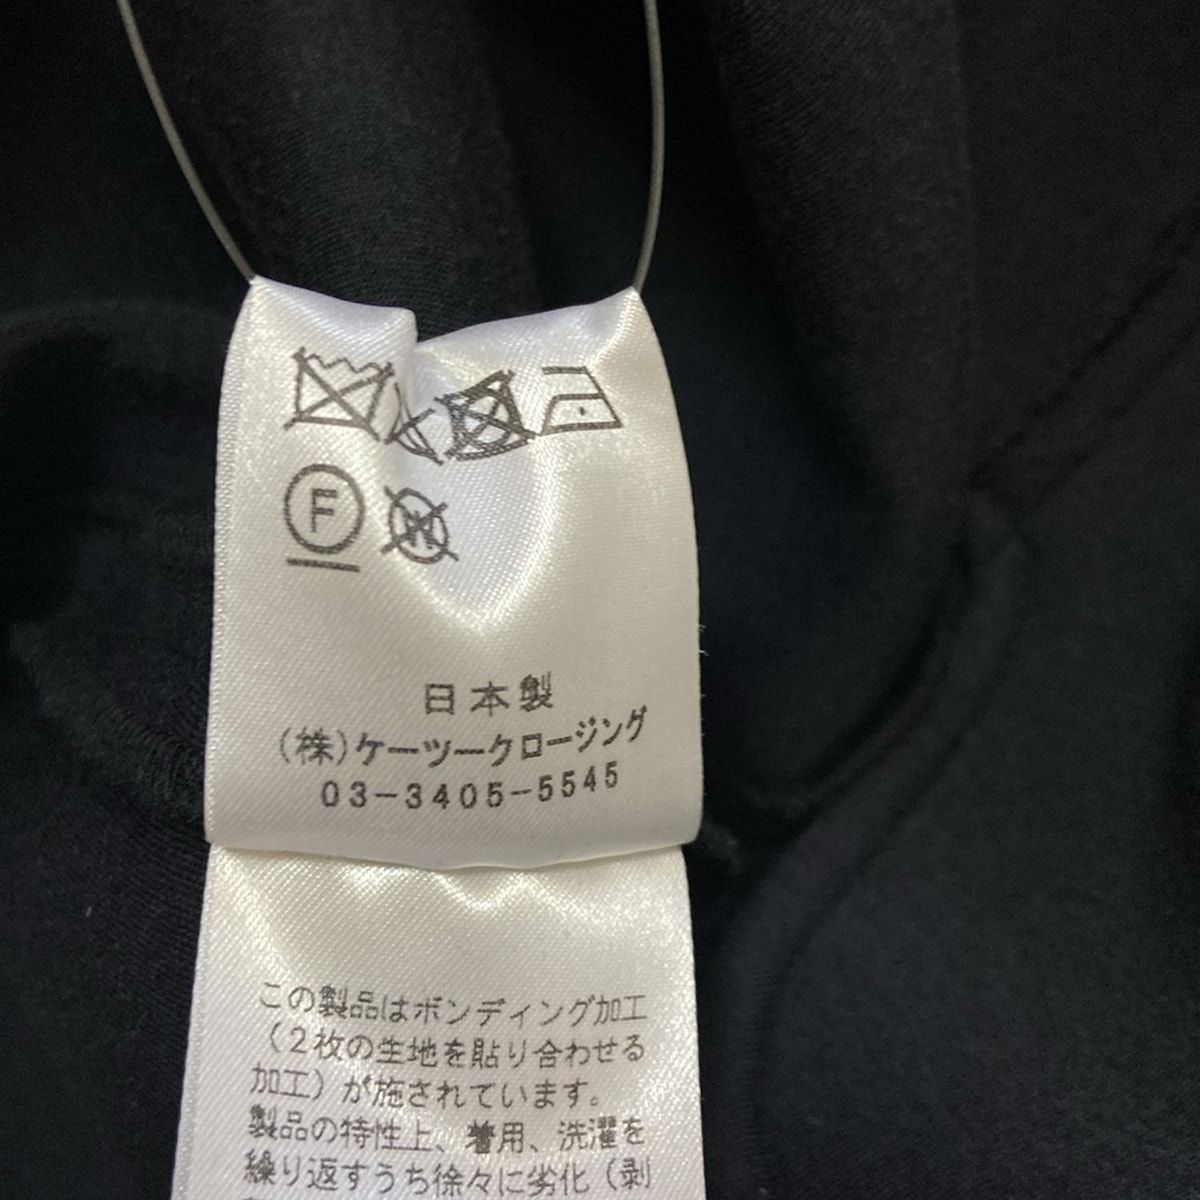 F W
日本製
(株)ケーツークロージング
03-3405-5545
この製品はボンディング加工
(2枚の生地を貼り合わせる
加工)が施されています。
製品の特性上、着用、洗濯を
繰り返すうち徐々に劣化(剥